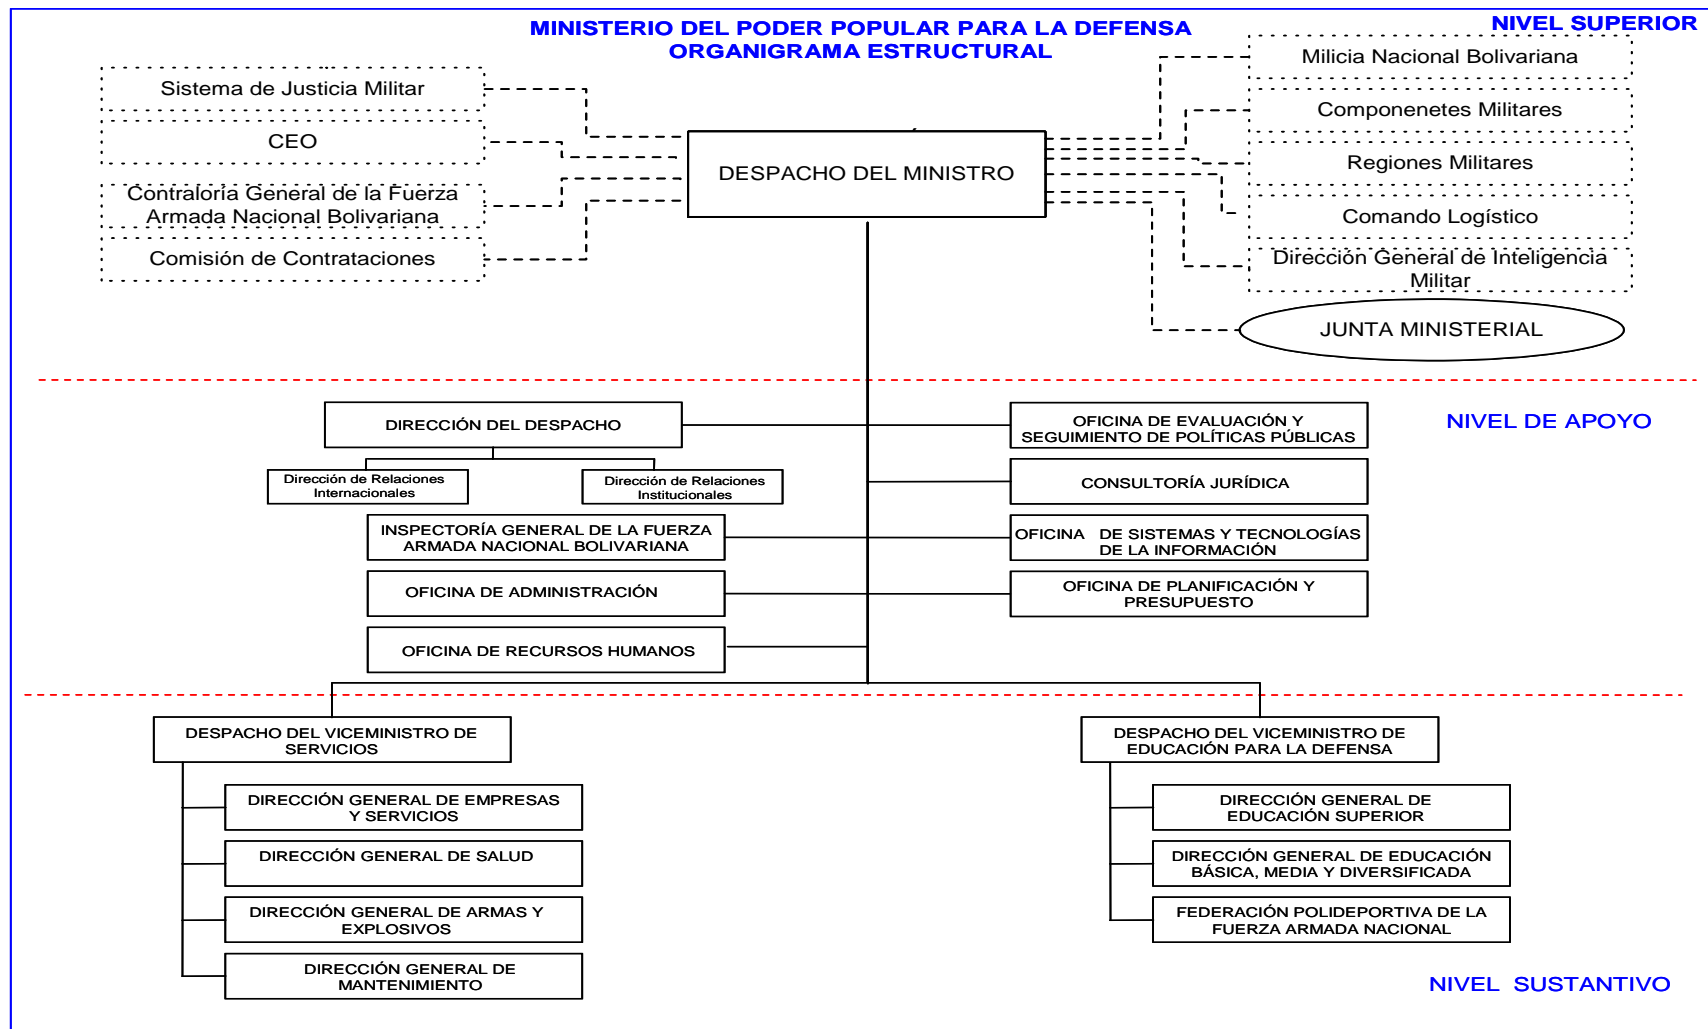 MINISTERIO DEL PODER POPULAR PARA LA DEFENSA
ORGANIGRAMA ESTRUCTURAL
NIVEL SUPERIOR
Sistema de Justicia Militar
CEO
Contraloría General de la Fuerza
Armada Nacional Bolivariana
Comisión de Contrataciones
DESPACHO DEL MINISTRO
Milicia Nacional Bolivariana
Componenetes Militares
Regiones Militares
Comando Logístico
Dirección General de Inteligencia
Militar
JUNTA MINISTERIAL
NIVEL DE APOYO
DIRECCIÓN DEL DESPACHO
Dirección de Relaciones
Internacionales
Dirección de Relaciones
Institucionales
INSPECTORÍA GENERAL DE LA FUERZA
ARMADA NACIONAL BOLIVARIANA
OFICINA DE ADMINISTRACIÓN
OFICINA DE RECURSOS HUMANOS
OFICINA DE EVALUACIÓN Y
SEGUIMIENTO DE POLÍTICAS PÚBLICAS
CONSULTORÍA JURÍDICA
OFICINA DE SISTEMAS Y TECNOLOGÍAS
DE LA INFORMACIÓN
OFICINA DE PLANIFICACIÓN Y
PRESUPUESTO
DESPACHO DEL VICEMINISTRO DE
SERVICIOS
DIRECCIÓN GENERAL DE EMPRESAS
Y SERVICIOS
DIRECCIÓN GENERAL DE SALUD
DIRECCIÓN GENERAL DE ARMAS Y
EXPLOSIVOS
DIRECCIÓN GENERAL DE
MANTENIMIENTO
DESPACHO DEL VICEMINISTRO DE
EDUCACIÓN PARA LA DEFENSA
DIRECCIÓN GENERAL DE
EDUCACIÓN SUPERIOR
DIRECCIÓN GENERAL DE EDUCACIÓN
BÁSICA, MEDIA Y DIVERSIFICADA
FEDERACIÓN POLIDEPORTIVA DE LA
FUERZA ARMADA NACIONAL
NIVEL SUSTANTIVO